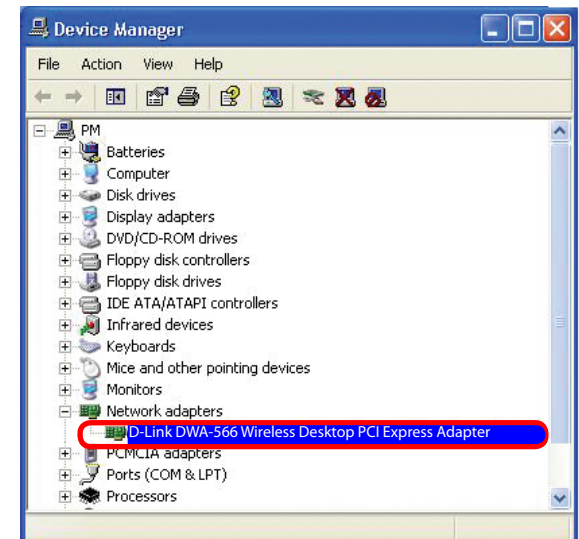 Device Manager
File Action View Help
PM
Batteries
Computer
Disk drives
Display adapters
DVD/CD-ROM drives
Floppy disk controllers
Floppy disk drives
IDE ATA/ATAPI controllers
Infrared devices
Keyboards
Mice and other pointing devices
Monitors
Network adapters
D-Link DWA-566 Wireless Desktop PCI Express Adapter
PCMCIA adapters
Ports (COM & LPT)
Processors